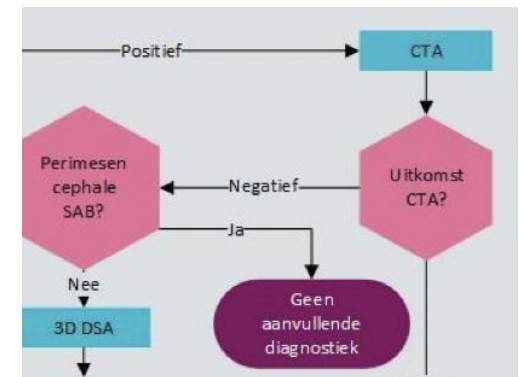 Positief
CTA
Perimesen
cephale
SAB?
Negatief
Uitkomst
CTA?
Ja
Nee
Geen
aanvullende
diagnostiek
3D DSA